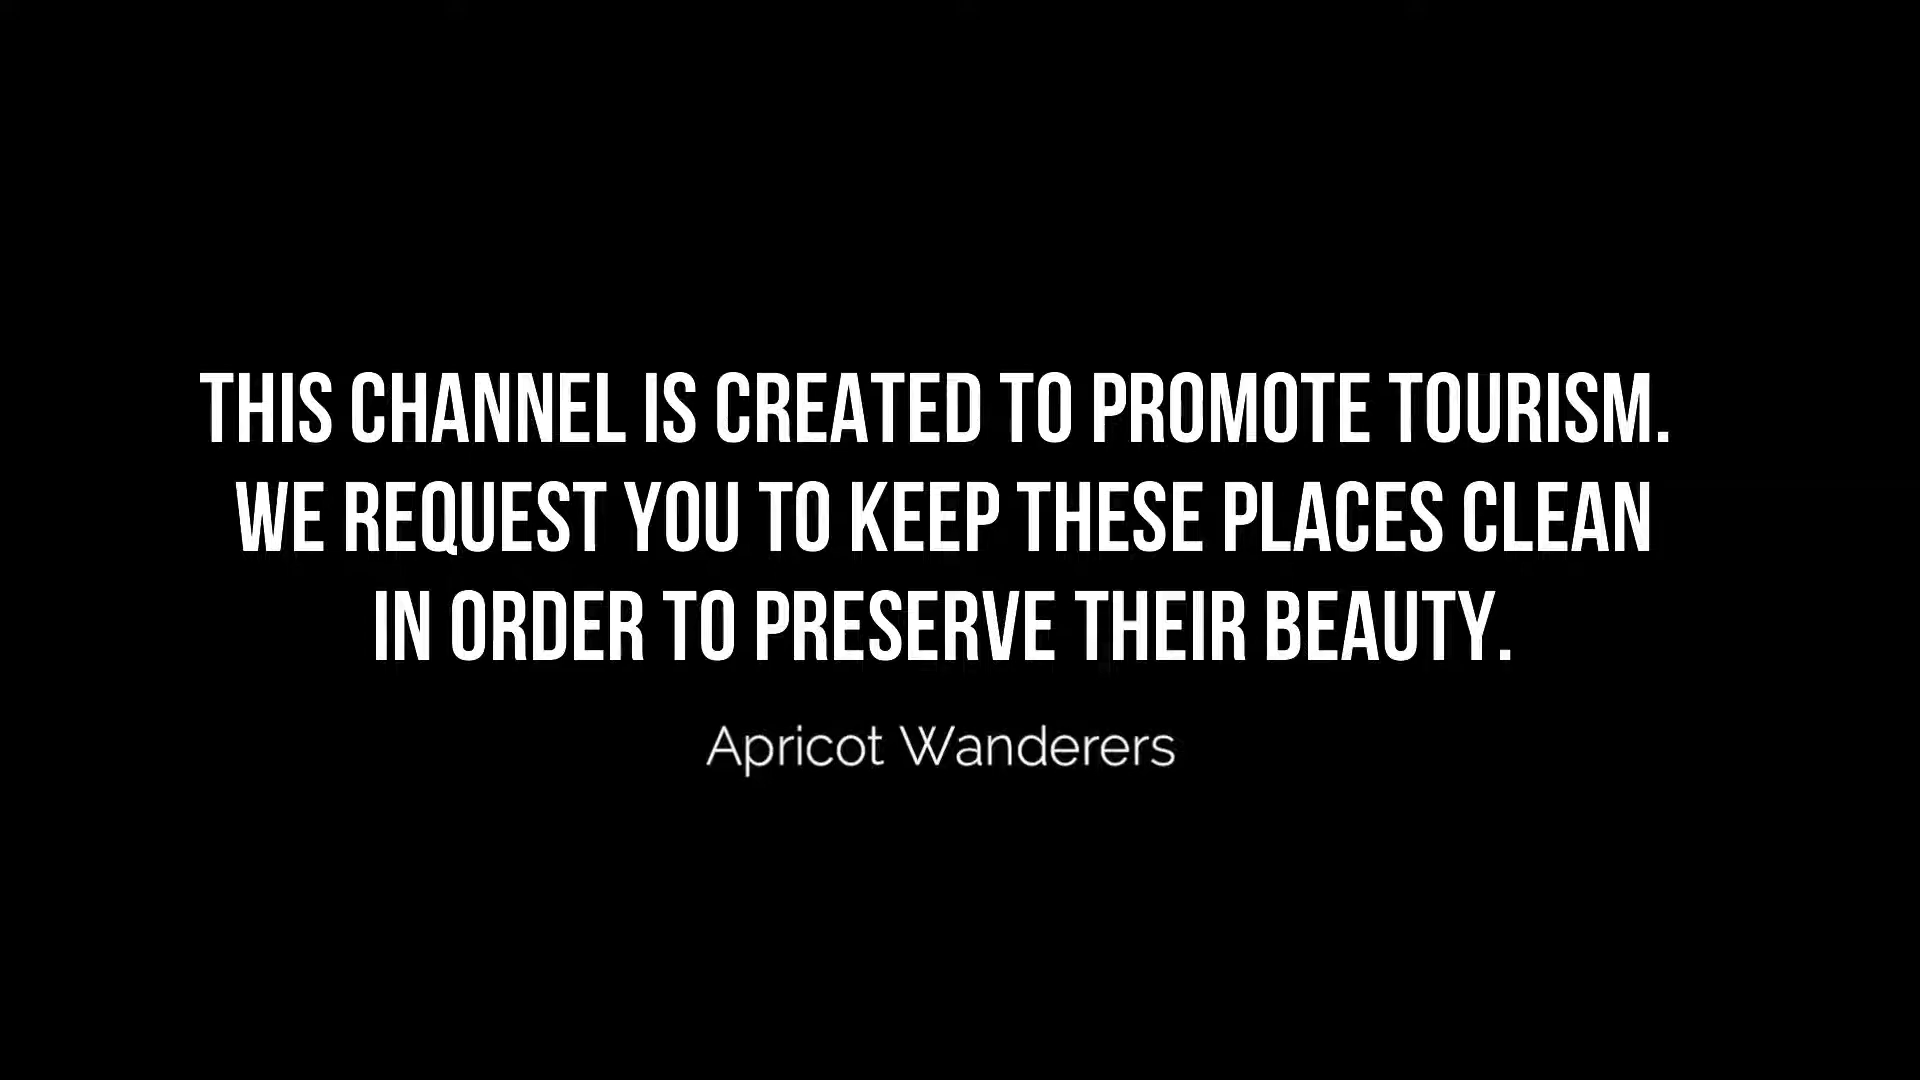 THIS CHANNEL IS CREATED TO PROMOTE TOURISM.
WE REQUEST YOU TO KEEP THESE PLACES CLEAN
IN ORDER TO PRESERVE THEIR BEAUTY.
Apricot Wanderers